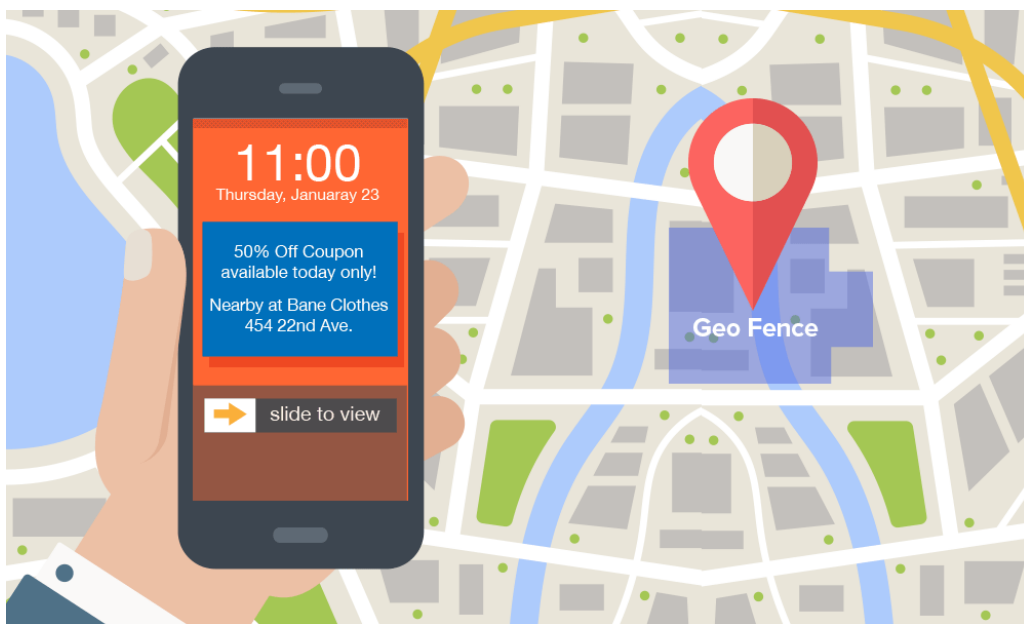 11:00
Thursday, Januaray 23
50% Off Coupon
available today only!
Nearby at Bane Clothes
454 22nd Ave.
slide to view
Geo Fence